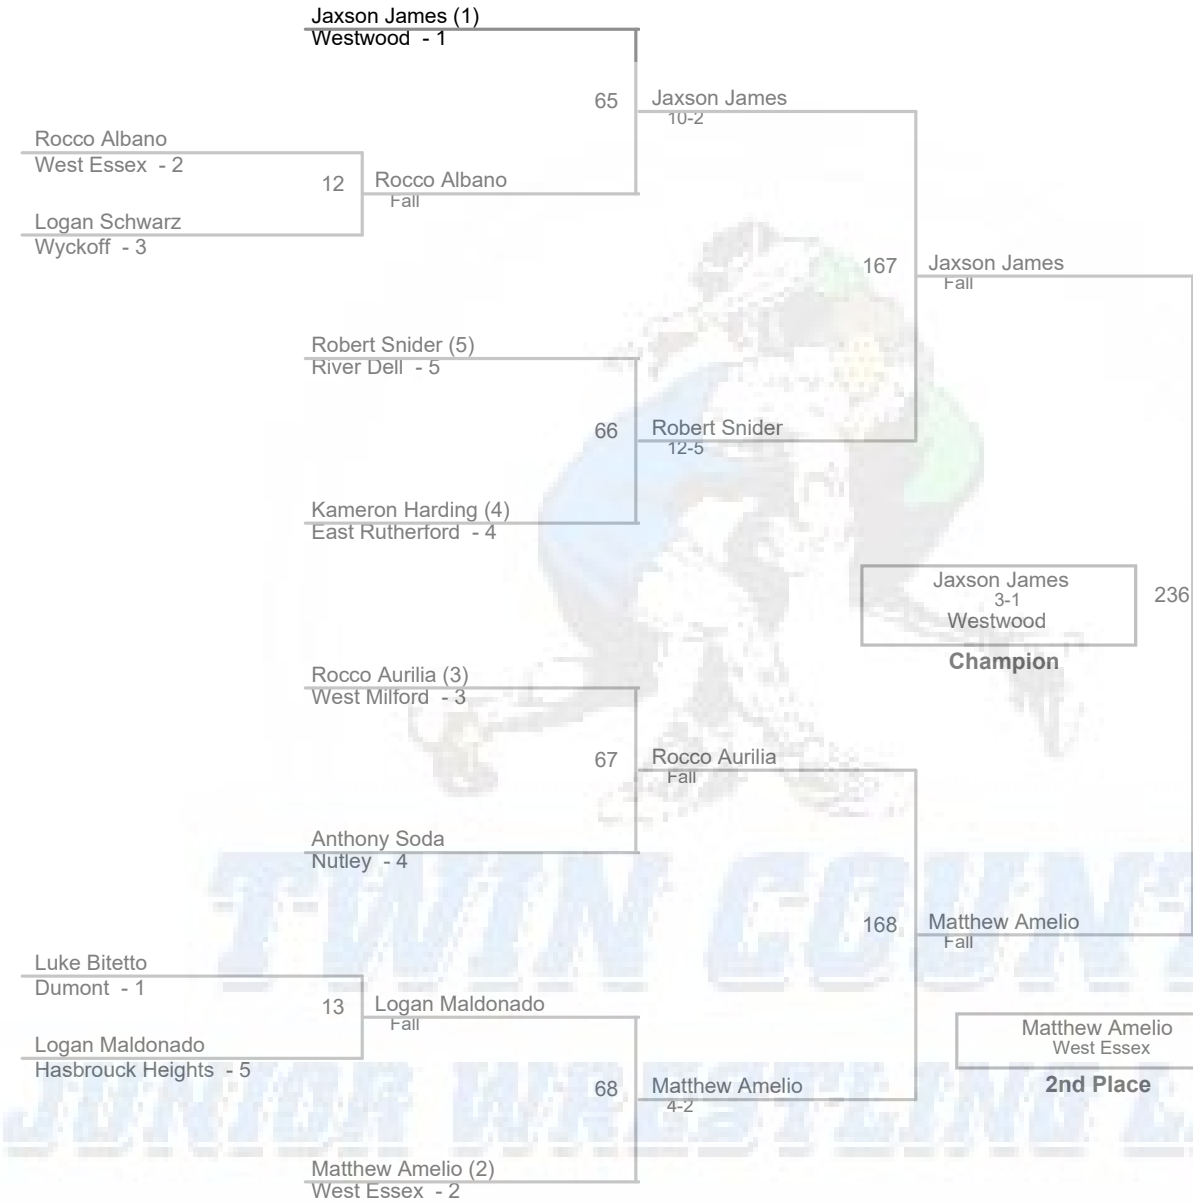 Jaxson James (1)
Westwood - 1
65
Jaxson James
10-2
Rocco Albano
West Essex - 2
12
Rocco Albano
Fall
Logan Schwarz
Wyckoff - 3
167
Jaxson James
Fall
Robert Snider (5)
River Dell - 5
66
Robert Snider
12-5
Kameron Harding (4)
East Rutherford - 4
Jaxson James
3-1
Westwood
236
Champion
Rocco Aurilia (3)
West Milford - 3
67
Rocco Aurilia
Fall
Anthony Soda
Nutley - 4
TWIN COUNT
168
Matthew Amelio
Fall
Luke Bitetto
Dumont - 1
13
Logan Maldonado
Fall
Logan Maldonado
Hasbrouck Heights - 5
Matthew Amelio
West Essex
2nd Place
68
Matthew Amelio
4-2
JUNIOR WRESTLING L
Matthew Amelio (2)
West Essex - 2